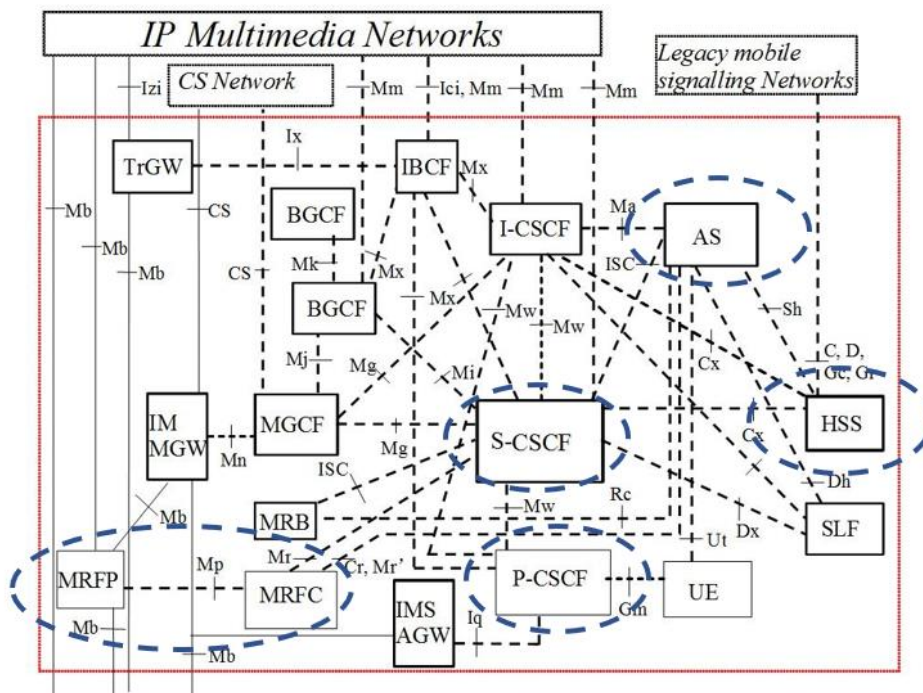 IP Multimedia Networks
Legacy mobile
signalling Networks
CS Network
Izi
Mm
Ici, Mm
Mm
Mm
Ix
TrGW
IBCF
Mx
BGCF
I-CSCF
Ma
AS
Mb
CS
Mb
Mb
CS
Mk
Mx
ISC
BGCF
Mx
Mw
Mw
Sh
Cx
C, D,
Gc, Gr
Mj
Mg
Mi
IM
MGW
Mn
MGCF
Mg
S-CSCF
Cx
HSS
ISC
Mb
MRB
Mw
Rc
Dh
Dx
SLF
Ut
MRFP
Mp
Mr
Cr, Mr’
MRFC
P-CSCF
Gm
UE
IMS
AGW
Iq
Mb
Mb